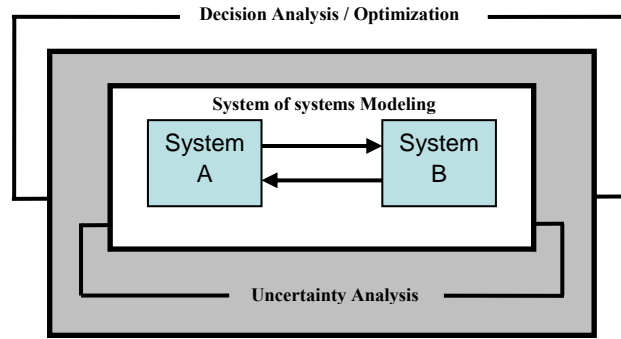 Decision Analysis / Optimization
System of systems Modeling
System
A
System
B
Uncertainty Analysis